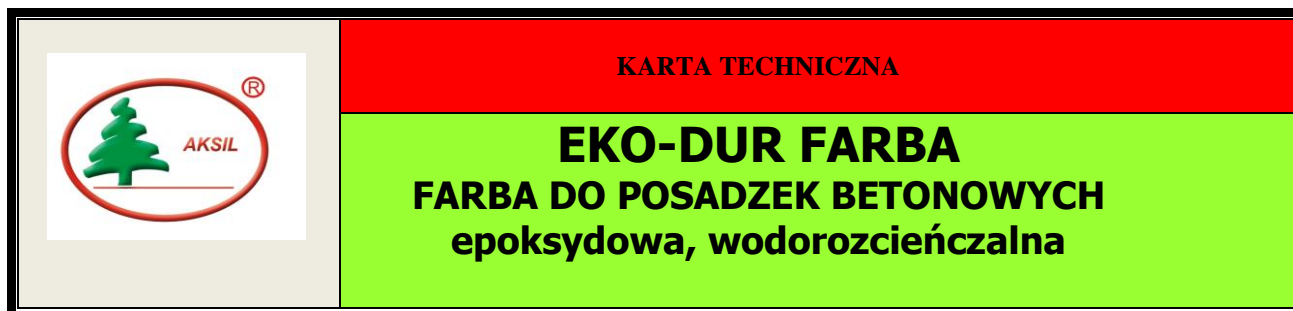 ®
AKSIL
KARTA TECHNICZNA
EKO-DUR FARBA
FARBA DO POSADZEK BETONOWYCH
epoksydowa, wodorozcieńczalna